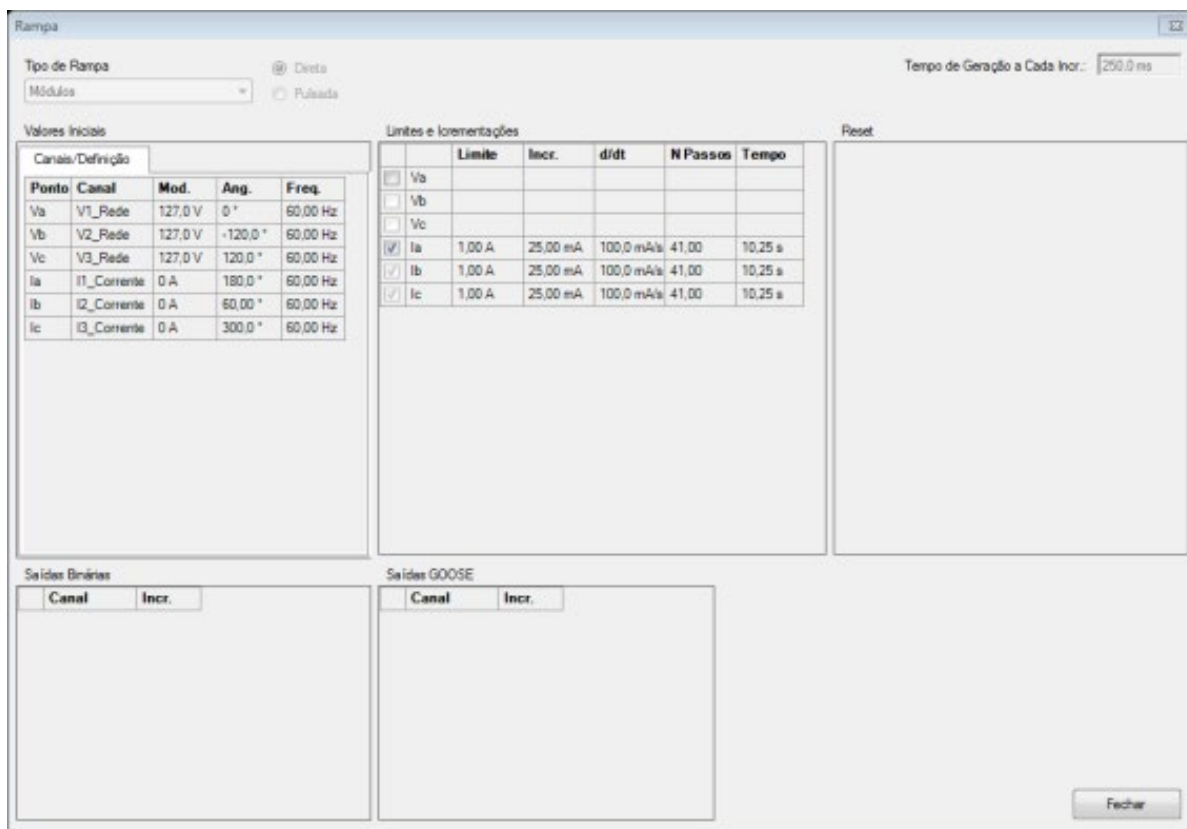 Rampa
Tipo de Rampa
Módulos
Direta
Pulsada
Tempo de Geração a Cada Incr.: 250,0 ms
Valores Iniciais
Canais/Definição
Ponto Canal Mod. Ang. Freq.
Va V1_Rede 127,0 V 0 ° 60,00 Hz
Vb V2_Rede 127,0 V -120,0 ° 60,00 Hz
Vc V3_Rede 127,0 V 120,0 ° 60,00 Hz
Ia I1_Corrente 0 A 180,0 ° 60,00 Hz
Ib I2_Corrente 0 A 60,00 ° 60,00 Hz
Ic I3_Corrente 0 A 300,0 ° 60,00 Hz
Limites e Icrementações
Limite Incr. d/dt N Passos Tempo
Va
Vb
Vc
Ia 1,00 A 25,00 mA 100,0 mA/s 41,00 10,25 s
Ib 1,00 A 25,00 mA 100,0 mA/s 41,00 10,25 s
Ic 1,00 A 25,00 mA 100,0 mA/s 41,00 10,25 s
Reset
Saídas Binárias
Canal Incr.
Saídas GOOSE
Canal Incr.
Fechar